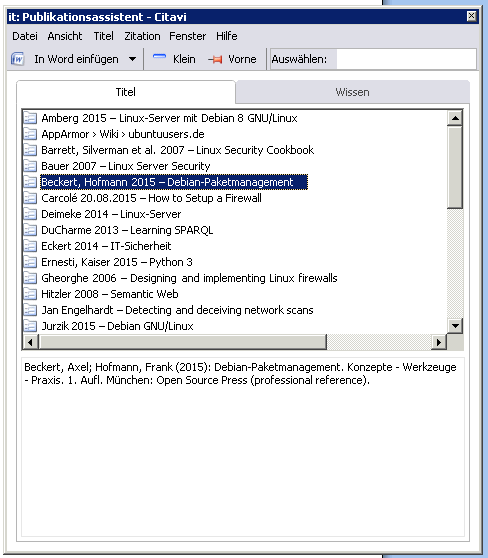 it: Publikationsassistent - Citavi
Datei Ansicht Titel Zitation Fenster Hilfe
In Word einfügen Klein Vorne Auswählen:
Titel Wissen
Amberg 2015 – Linux-Server mit Debian 8 GNU/Linux
AppArmor › Wiki › ubuntuusers.de
Barrett, Silverman et al. 2007 – Linux Security Cookbook
Bauer 2007 – Linux Server Security
Beckert, Hofmann 2015 – Debian-Paketmanagement
Carcolé 20.08.2015 – How to Setup a Firewall
Deimeke 2014 – Linux-Server
DuCharme 2013 – Learning SPARQL
Eckert 2014 – IT-Sicherheit
Ernesti, Kaiser 2015 – Python 3
Gheorghe 2006 – Designing and implementing Linux firewalls
Hitzler 2008 – Semantic Web
Jan Engelhardt – Detecting and deceiving network scans
Jurzik 2015 – Debian GNU/Linux
Beckert, Axel; Hofmann, Frank (2015): Debian-Paketmanagement. Konzepte - Werkzeuge
- Praxis. 1. Aufl. München: Open Source Press (professional reference).